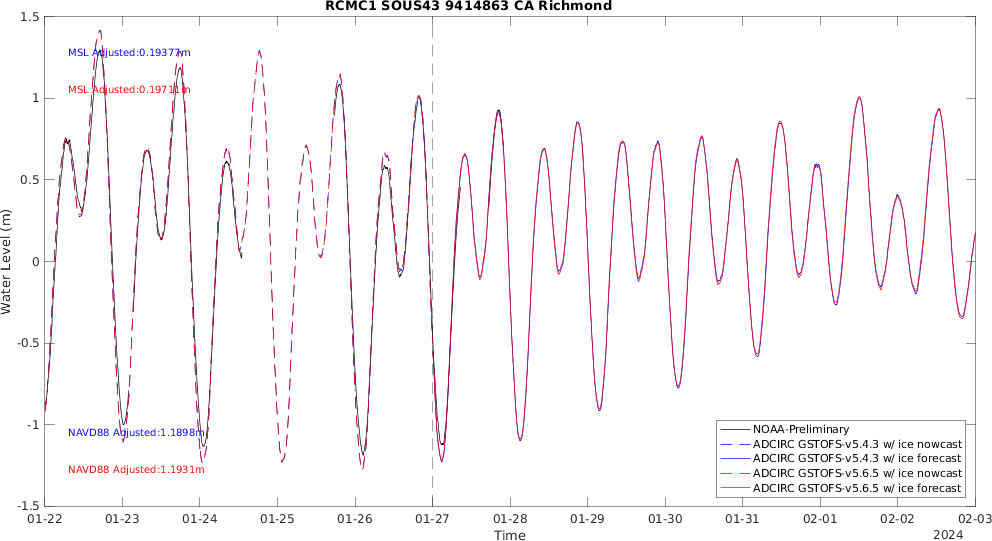 RCMC1 SOUS43 9414863 CA Richmond
MSL Adjusted:0.19377m
MSL Adjusted:0.19711m
NAVD88 Adjusted:1.1898m
NAVD88 Adjusted:1.1931m
Water Level (m)
1.5
1
0.5
0
-0.5
-1
-1.5
NOAA-Preliminary
ADCIRC GSTOFS-v5.4.3 w/ ice nowcast
ADCIRC GSTOFS-v5.4.3 w/ ice forecast
ADCIRC GSTOFS-v5.6.5 w/ ice nowcast
ADCIRC GSTOFS-v5.6.5 w/ ice forecast
01-22 01-23 01-24 01-25 01-26 01-27 01-28 01-29 01-30 01-31 02-01 02-02 02-03
Time
2024